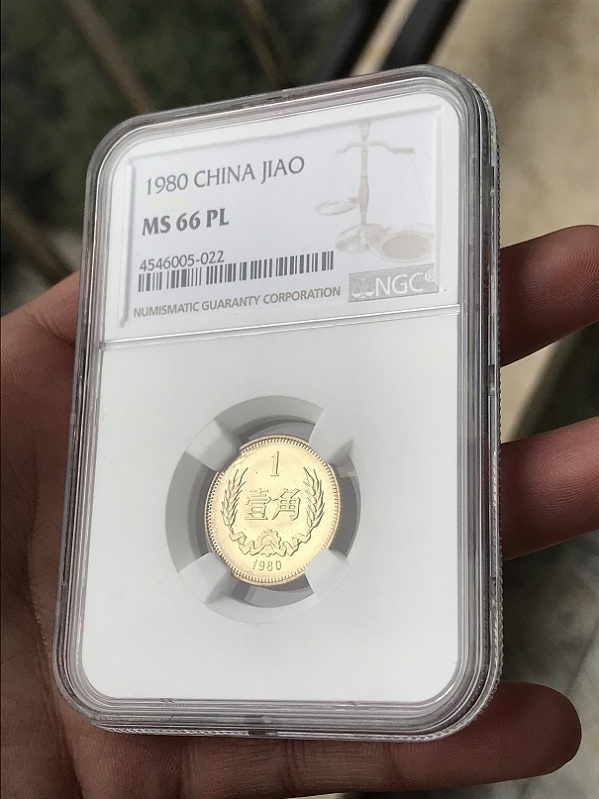 1980 CHINA JIAO
MS 66 PL
4546005-022
NUMISMATIC GUARANTY CORPORATION
NGC
1
壹角
1980